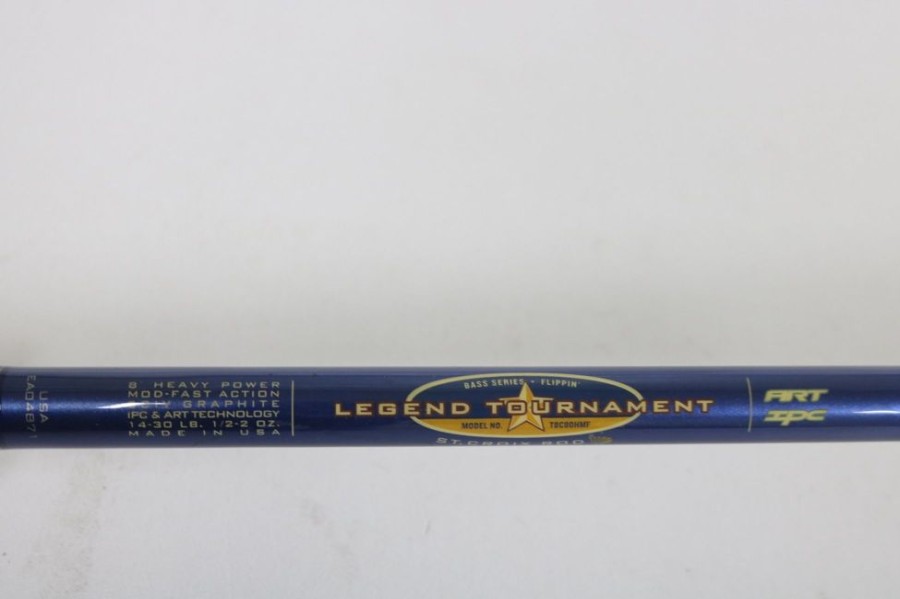 USA
8' HEAVY POWER
MOD-FAST ACTION
GRAPHITE
IPC & ART TECHNOLOGY
14-30 LB. 1/2-2 OZ.
MADE IN USA
BASS SERIES · FLIPPIN'
LEGEND TOURNAMENT
MODEL NO. TBC80HMF
ST. CROIX ROD
ART
IPC